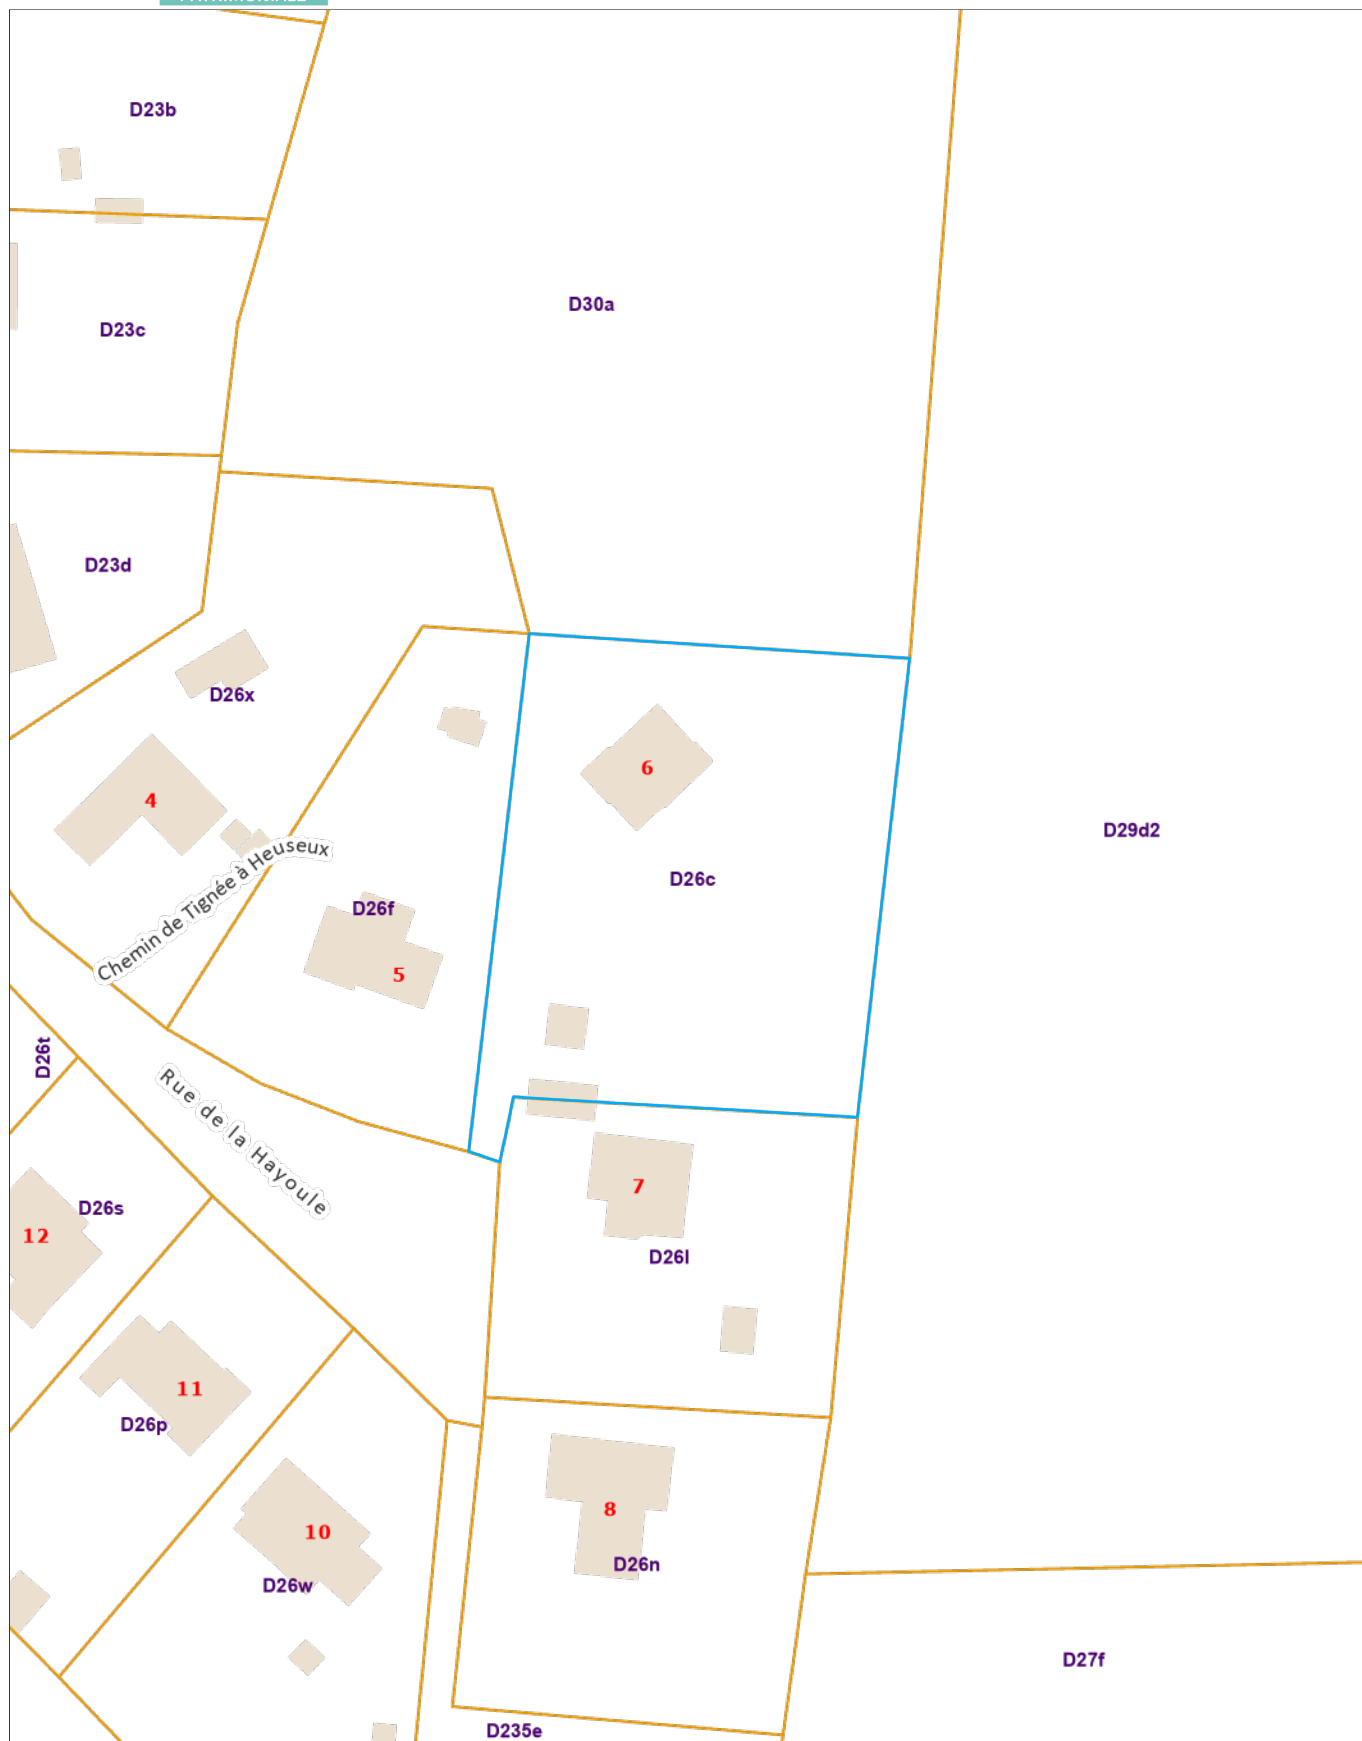 D23b
D30a
D23c
D23d
D26x
6
4
D29d2
Chemin de Tignée à Heuseux
D26c
D26f
5
D26t
Rue de la Hayoule
7
D26s
12
D26l
11
D26p
8
10
D26n
D26w
D27f
D235e